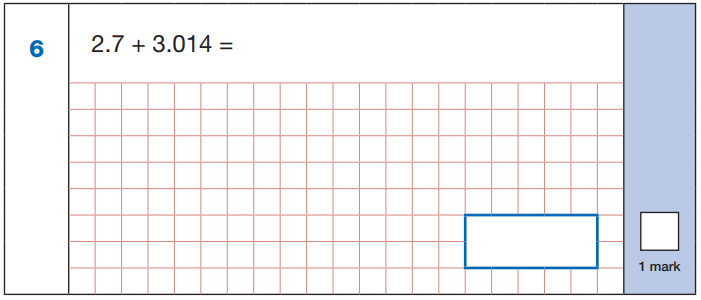 6
2.7 + 3.014 =
1 mark